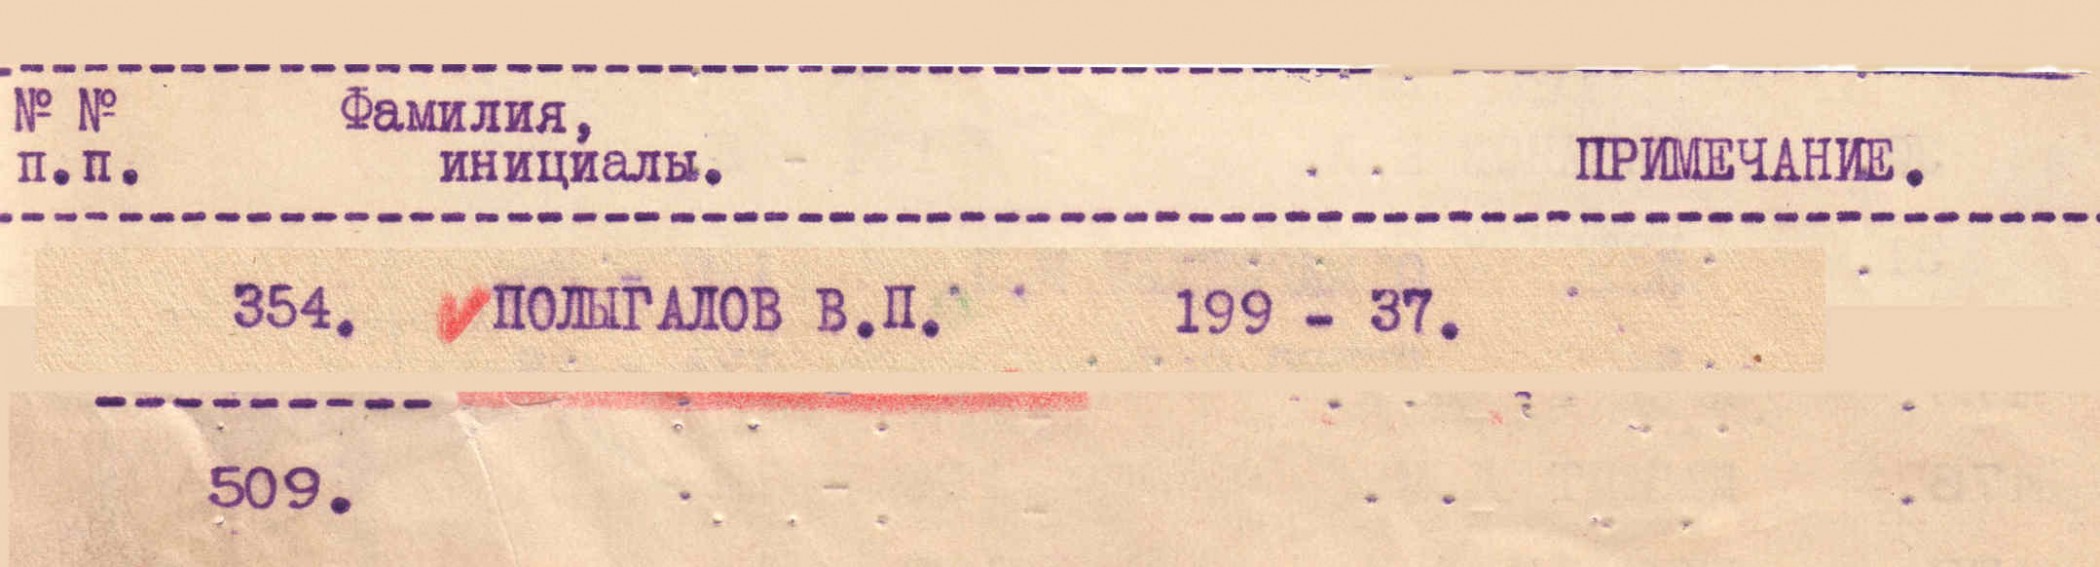 № № Фамилия,
п.п. инициалы. ПРИМЕЧАНИЕ.
354. ПОЛЫГАЛОВ В.П. 199 - 37.
509.